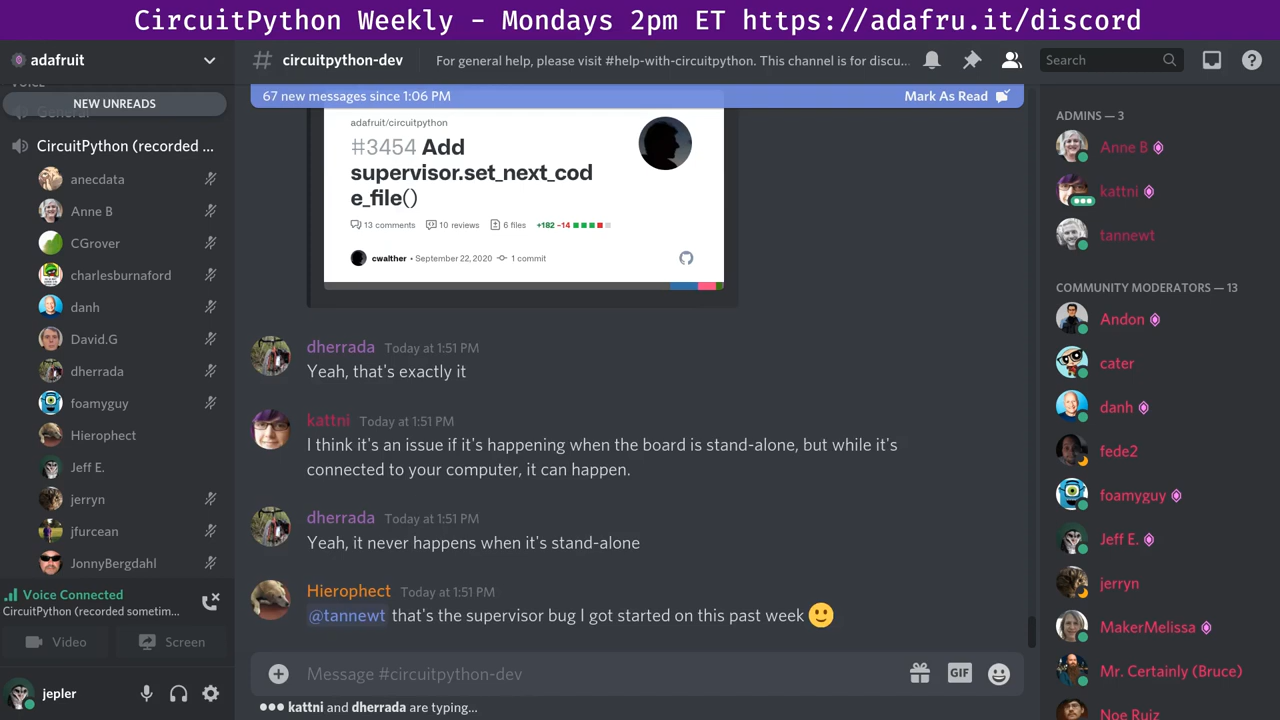 CircuitPython Weekly - Mondays 2pm ET https://adafru.it/discord
adafruit
VOICE
NEW UNREADS
General
CircuitPython (recorded ...
anecdata
Anne B
CGrover
charlesburnaford
danh
David.G
dherrada
foamyguy
Hierophect
Jeff E.
jerryn
jfurcean
JonnyBergdahl
Voice Connected
CircuitPython (recorded sometim...
Video
Screen
jepler
circuitpython-dev
For general help, please visit #help-with-circuitpython. This channel is for discu...
Search
67 new messages since 1:06 PM
Mark As Read
adafruit/circuitpython
#3454 Add
supervisor.set_next_cod
e_file()
13 comments 10 reviews 6 files +182 -14
cwalther • September 22, 2020 1 commit
dherrada Today at 1:51 PM
Yeah, that's exactly it
kattni Today at 1:51 PM
I think it's an issue if it's happening when the board is stand-alone, but while it's
connected to your computer, it can happen.
dherrada Today at 1:51 PM
Yeah, it never happens when it's stand-alone
Hierophect Today at 1:51 PM
@tannewt that's the supervisor bug I got started on this past week
Message #circuitpython-dev
GIF
kattni and dherrada are typing...
ADMINS — 3
Anne B
kattni
tannewt
COMMUNITY MODERATORS — 13
Andon
cater
danh
fede2
foamyguy
Jeff E.
jerryn
MakerMelissa
Mr. Certainly (Bruce)
Noe Ruiz